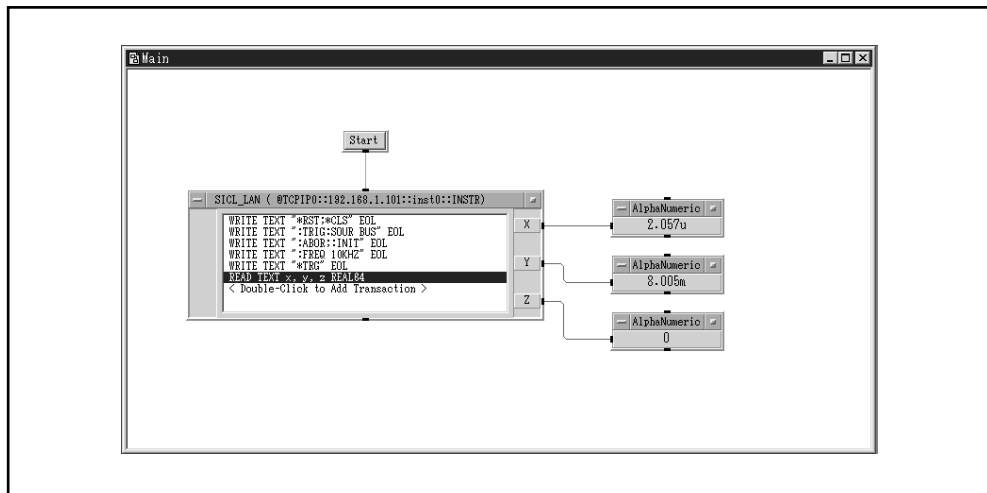 Main
Start
SICL_LAN ( @TCPIP0::192.168.1.101::inst0::INSTR)
WRITE TEXT "*RST;*CLS" EOL
WRITE TEXT ":TRIG:SOUR BUS" EOL
WRITE TEXT ":ABOR;:INIT" EOL
WRITE TEXT ":FREQ 10KHZ" EOL
WRITE TEXT "*TRG" EOL
READ TEXT x, y, z REAL64
< Double-Click to Add Transaction >
X
Y
Z
AlphaNumeric
2.057u
AlphaNumeric
8.005m
AlphaNumeric
0